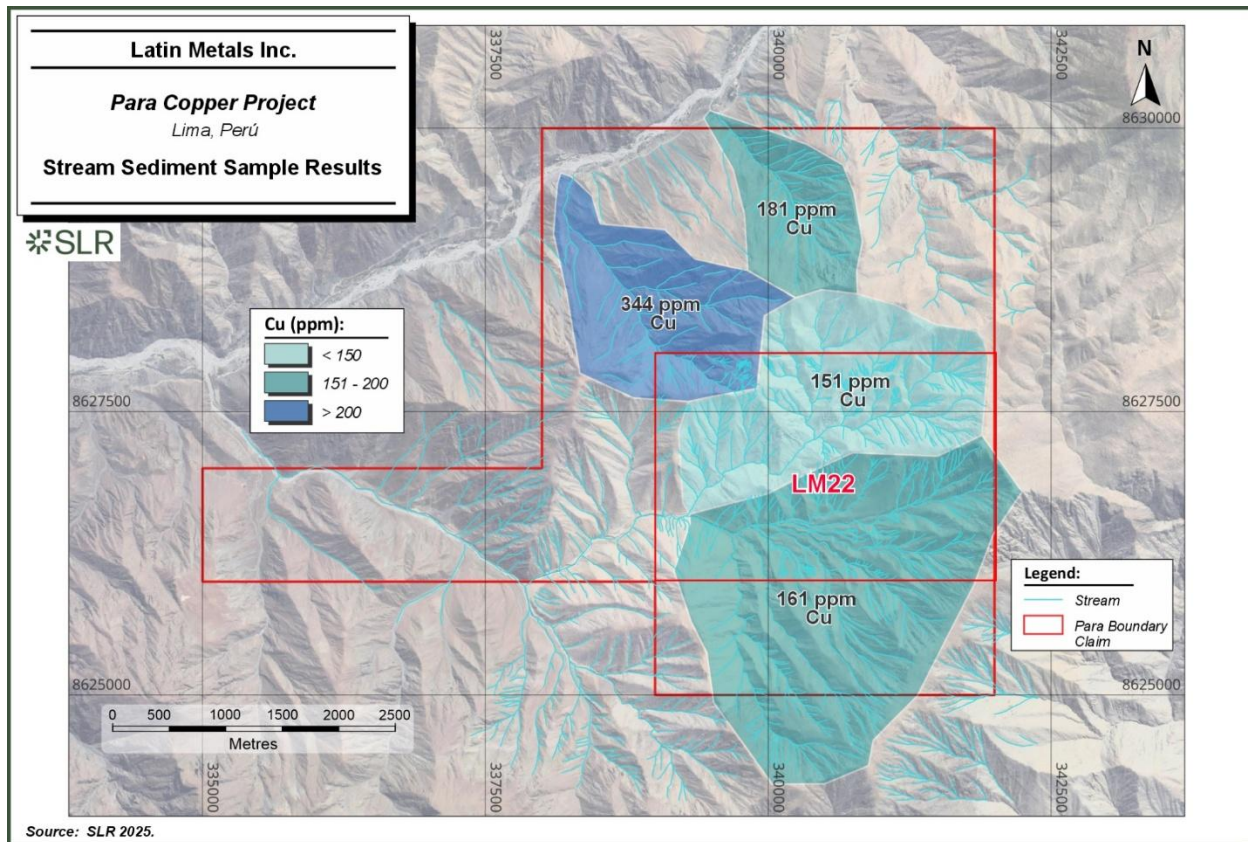 Latin Metals Inc.
Para Copper Project
Lima, Perú
Stream Sediment Sample Results
SLR
337500
340000
342500
N
8630000
181 ppm
Cu
344 ppm
Cu
Cu (ppm):
< 150
151 - 200
> 200
151 ppm
Cu
8627500
8627500
LM22
161 ppm
Cu
Legend:
Stream
Para Boundary
Claim
8625000
8625000
0 500 1000 1500 2000 2500
Metres
335000
337500
340000
342500
Source: SLR 2025.